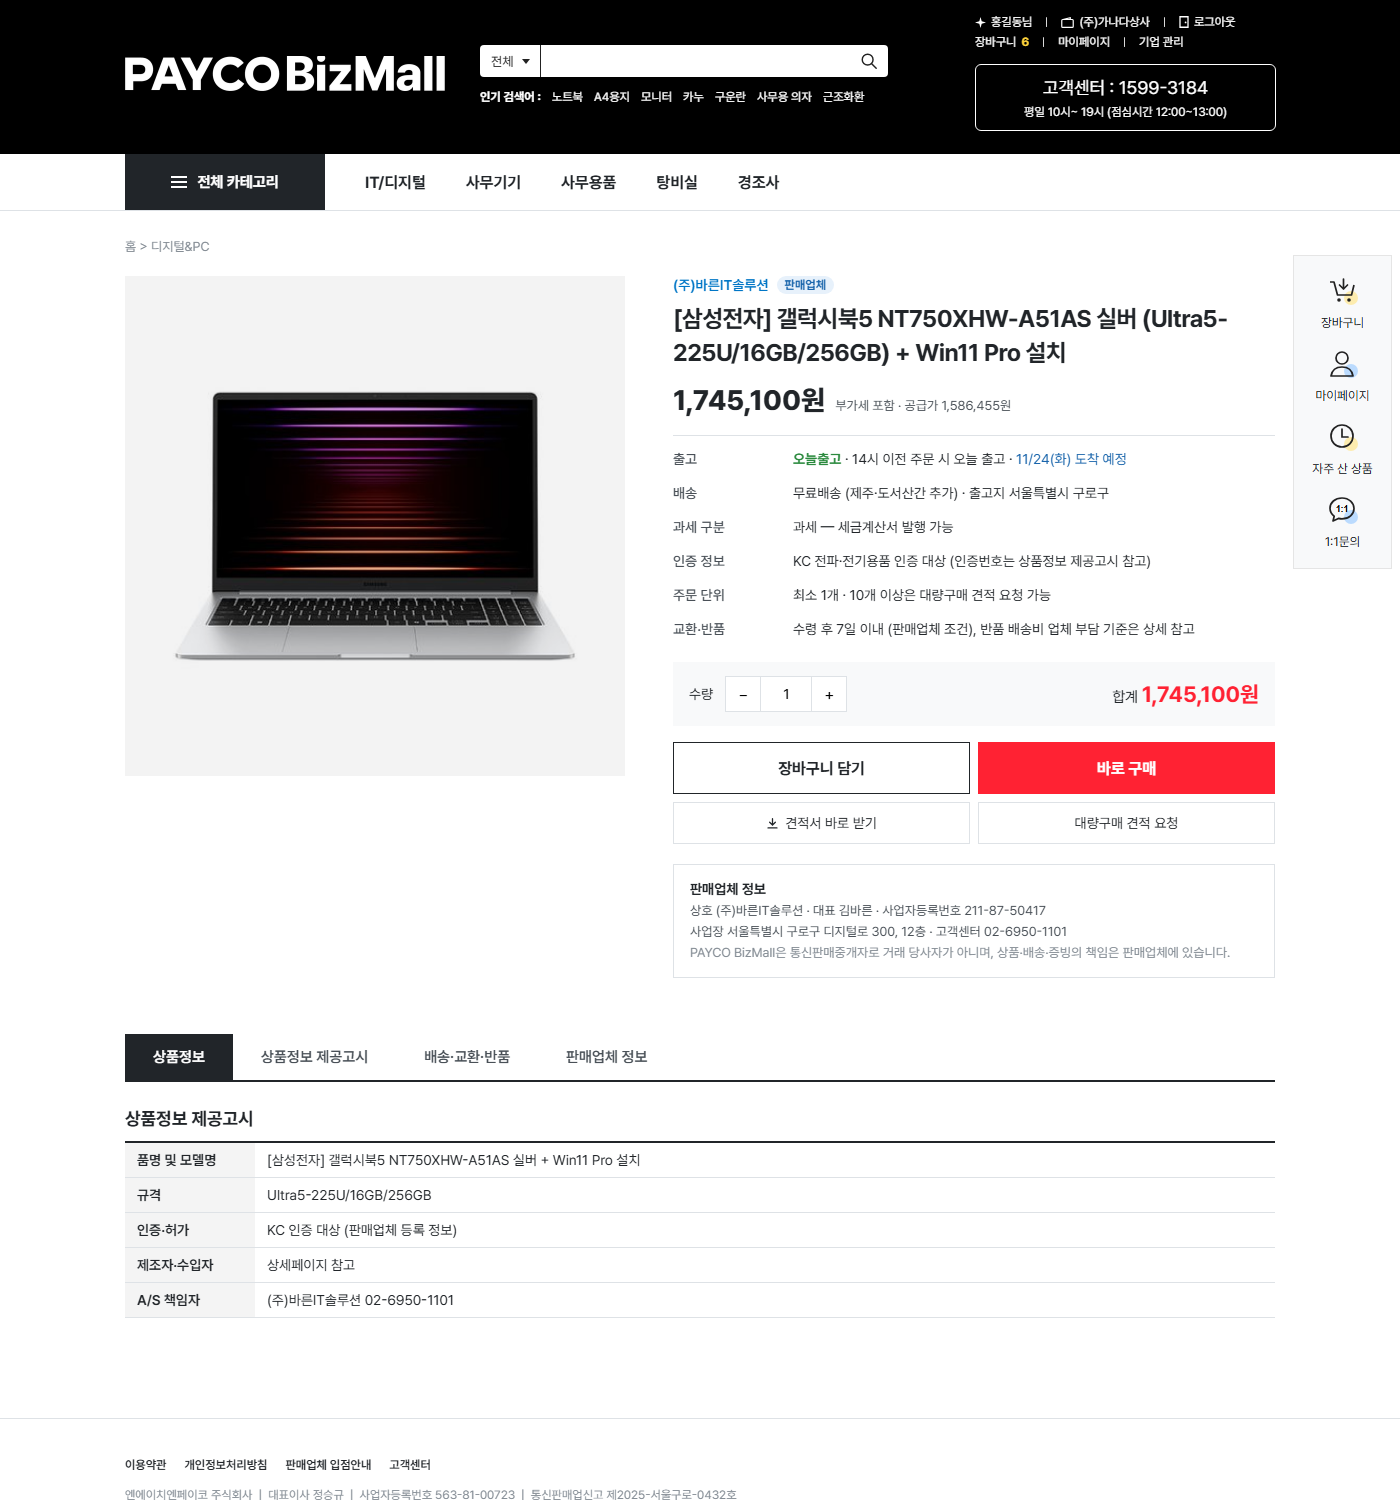 홍길동님 | (주)가나다상사 | 로그아웃
장바구니 6 | 마이페이지 | 기업 관리
PAYCO BizMall
전체
인기 검색어 : 노트북 A4용지 모니터 카누 구운란 사무용 의자 근조화환
고객센터 : 1599-3184
평일 10시~ 19시 (점심시간 12:00~13:00)
전체 카테고리 IT/디지털 사무기기 사무용품 탕비실 경조사
홈 > 디지털&PC
(주)바른IT솔루션 판매업체
[삼성전자] 갤럭시북5 NT750XHW-A51AS 실버 (Ultra5-
225U/16GB/256GB) + Win11 Pro 설치
1,745,100원 부가세 포함 · 공급가 1,586,455원
출고 오늘출고 · 14시 이전 주문 시 오늘 출고 · 11/24(화) 도착 예정
배송 무료배송 (제주·도서산간 추가) · 출고지 서울특별시 구로구
과세 구분 과세 — 세금계산서 발행 가능
인증 정보 KC 전파·전기용품 인증 대상 (인증번호는 상품정보 제공고시 참고)
주문 단위 최소 1개 · 10개 이상은 대량구매 견적 요청 가능
교환·반품 수령 후 7일 이내 (판매업체 조건), 반품 배송비 업체 부담 기준은 상세 참고
수량 − 1 + 합계 1,745,100원
장바구니 담기 바로 구매
견적서 바로 받기 대량구매 견적 요청
판매업체 정보
상호 (주)바른IT솔루션 · 대표 김바른 · 사업자등록번호 211-87-50417
사업장 서울특별시 구로구 디지털로 300, 12층 · 고객센터 02-6950-1101
PAYCO BizMall은 통신판매중개자로 거래 당사자가 아니며, 상품·배송·증빙의 책임은 판매업체에 있습니다.
장바구니
마이페이지
자주 산 상품
1:1
1:1문의
상품정보 상품정보 제공고시 배송·교환·반품 판매업체 정보
상품정보 제공고시
품명 및 모델명 [삼성전자] 갤럭시북5 NT750XHW-A51AS 실버 + Win11 Pro 설치
규격 Ultra5-225U/16GB/256GB
인증·허가 KC 인증 대상 (판매업체 등록 정보)
제조자·수입자 상세페이지 참고
A/S 책임자 (주)바른IT솔루션 02-6950-1101
이용약관 개인정보처리방침 판매업체 입점안내 고객센터
엔에이치엔페이코 주식회사 | 대표이사 정승규 | 사업자등록번호 563-81-00723 | 통신판매업신고 제2025-서울구로-0432호